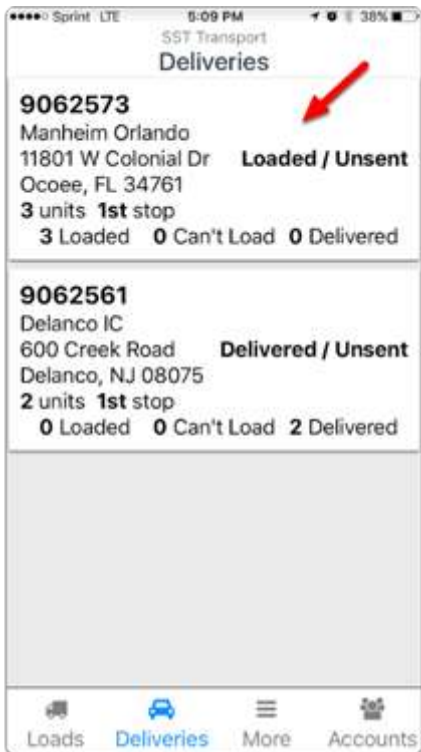 Sprint LTE 5:09 PM 38%
SST Transport
Deliveries
9062573
Manheim Orlando
11801 W Colonial Dr Loaded / Unsent
Ocoee, FL 34761
3 units 1st stop
3 Loaded 0 Can't Load 0 Delivered
9062561
Delanco IC
600 Creek Road Delivered / Unsent
Delanco, NJ 08075
2 units 1st stop
0 Loaded 0 Can't Load 2 Delivered
Loads Deliveries More Accounts